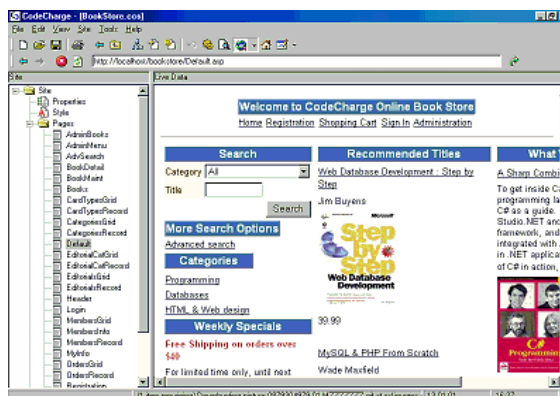 CodeCharge - [BookStore.ccs]
File Edit View Site Tools Help
http://localhost/bookstore/Default.asp
Site
Live Data
Site
Properties
Style
Pages
AdminBooks
AdminMenu
AdvSearch
BookDetail
BookMaint
Books
CardTypesGrid
CardTypesRecord
CategoriesGrid
CategoriesRecord
Default
EditorialCatGrid
EditorialCatRecord
EditorialsGrid
EditorialsRecord
Header
Login
MembersGrid
MembersInfo
MembersRecord
MyInfo
OrdersGrid
OrdersRecord
Registration
Welcome to CodeCharge Online Book Store
Home Registration Shopping Cart Sign In Administration
Search
Category All
Title
Search
More Search Options
Advanced search
Categories
Programming
Databases
HTML & Web design
Weekly Specials
Free Shipping on orders over
$40
For limited time only, until next
Recommended Titles
Web Database Development : Step by
Step
Jim Buyens
Microsoft
Step
by
Step
Web Database
Development
39.99
MySQL & PHP From Scratch
Wade Maxfield
What
A Sharp Combi
To get inside C
programming la
C# as a guide.
Studio.NET and
framework, and
integrated with .
in .NET applica
of C# in action,
C#
Programmin